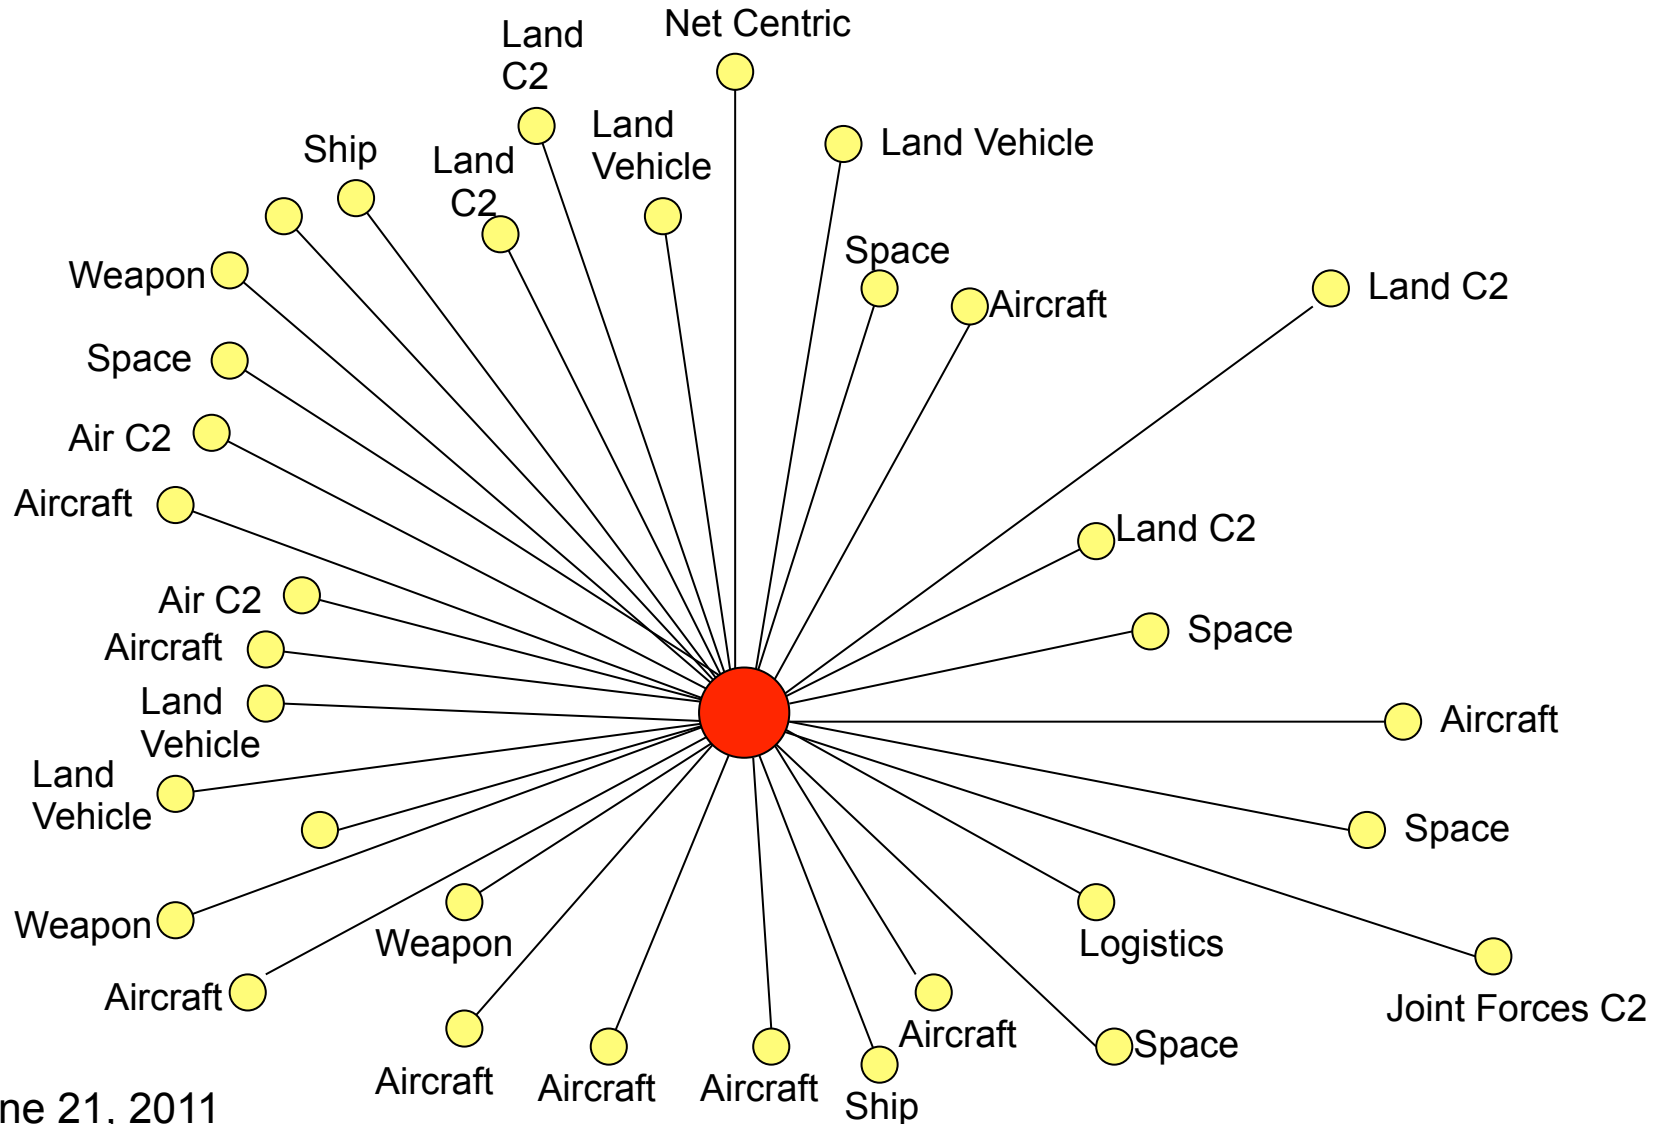 Net Centric
Land
C2
Land
Vehicle
Land Vehicle
Ship
Land
C2
Space
Weapon
Land C2
Aircraft
Space
Air C2
Aircraft
Land C2
Air C2
Space
Aircraft
Land
Vehicle
Aircraft
Land
Vehicle
Space
Weapon
Weapon
Logistics
Aircraft
Joint Forces C2
Aircraft
Space
Aircraft
Aircraft
Aircraft
Ship
ne 21, 2011